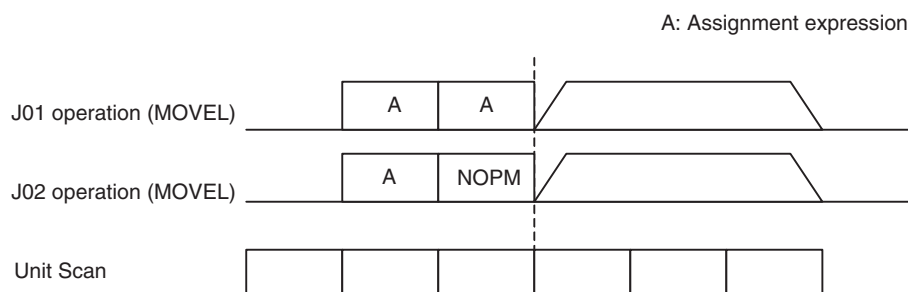 A: Assignment expression
J01 operation (MOVEL)
A
A
J02 operation (MOVEL)
A
NOPM
Unit Scan